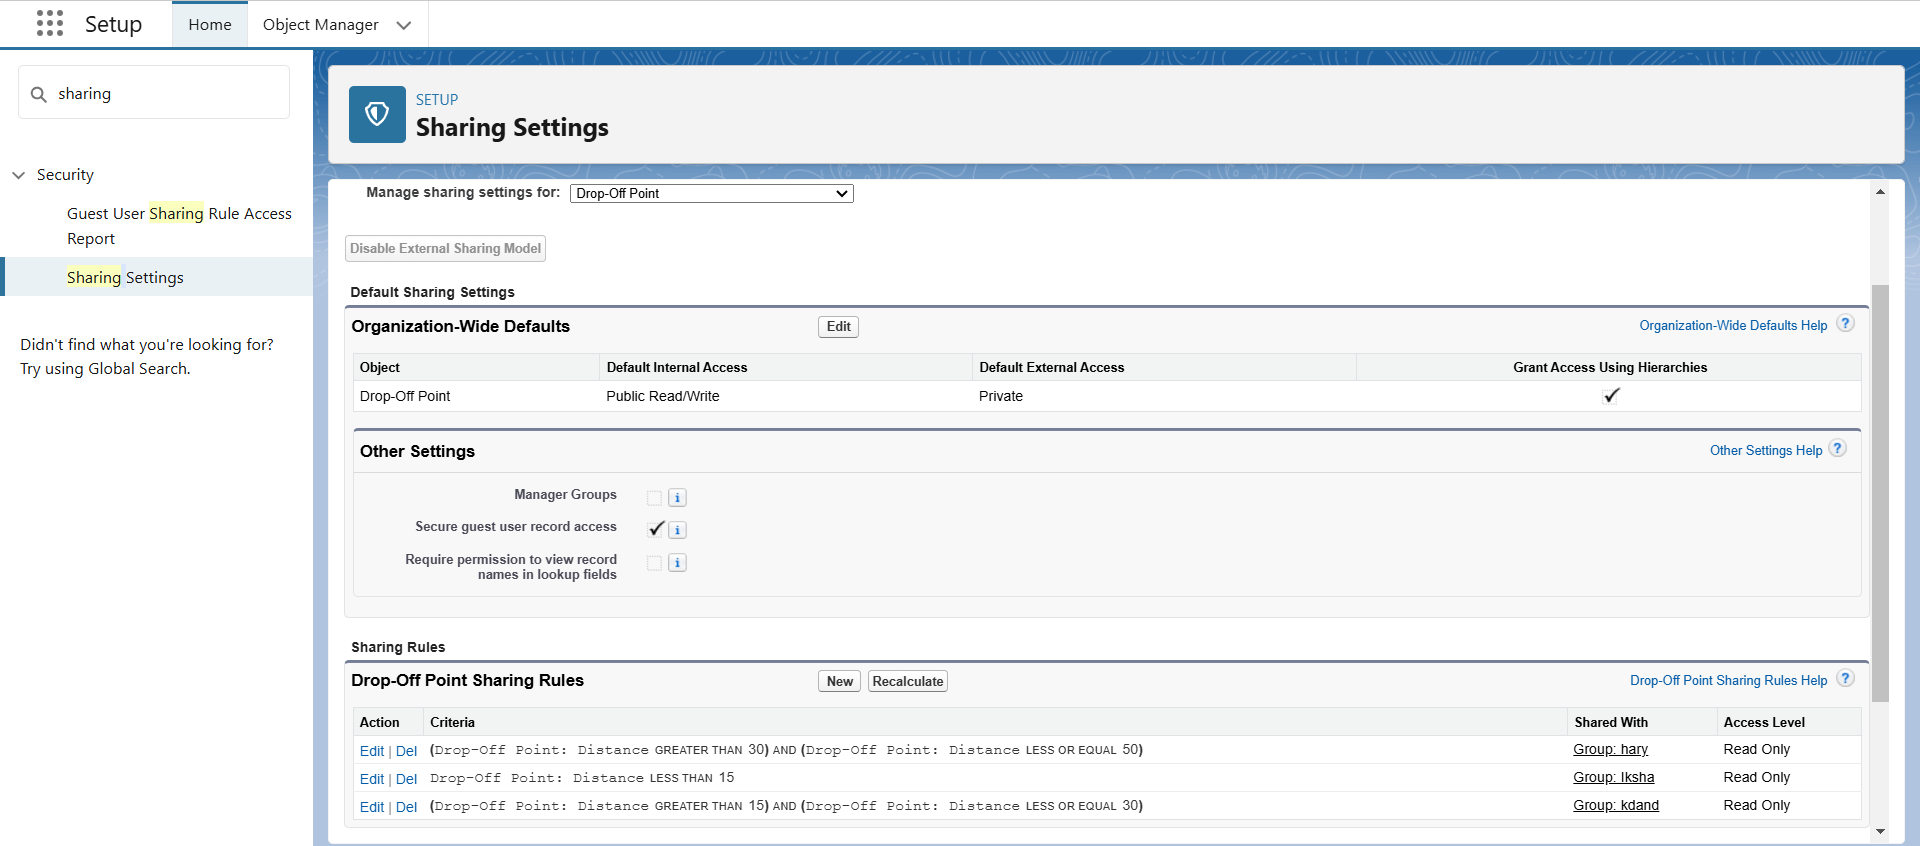 Setup
Home
Object Manager
sharing
Security
Guest User Sharing Rule Access
Report
Sharing Settings
Didn't find what you're looking for?
Try using Global Search.
SETUP
Sharing Settings
Manage sharing settings for: Drop-Off Point
Disable External Sharing Model
Default Sharing Settings
Organization-Wide Defaults Edit Organization-Wide Defaults Help ?
Object Default Internal Access Default External Access Grant Access Using Hierarchies
Drop-Off Point Public Read/Write Private
Other Settings Other Settings Help ?
Manager Groups i
Secure guest user record access i
Require permission to view record
names in lookup fields i
Sharing Rules
Drop-Off Point Sharing Rules New Recalculate Drop-Off Point Sharing Rules Help ?
Action Criteria Shared With Access Level
Edit | Del (Drop-Off Point: Distance GREATER THAN 30) AND (Drop-Off Point: Distance LESS OR EQUAL 50) Group: hary Read Only
Edit | Del Drop-Off Point: Distance LESS THAN 15 Group: Iksha Read Only
Edit | Del (Drop-Off Point: Distance GREATER THAN 15) AND (Drop-Off Point: Distance LESS OR EQUAL 30) Group: kdand Read Only